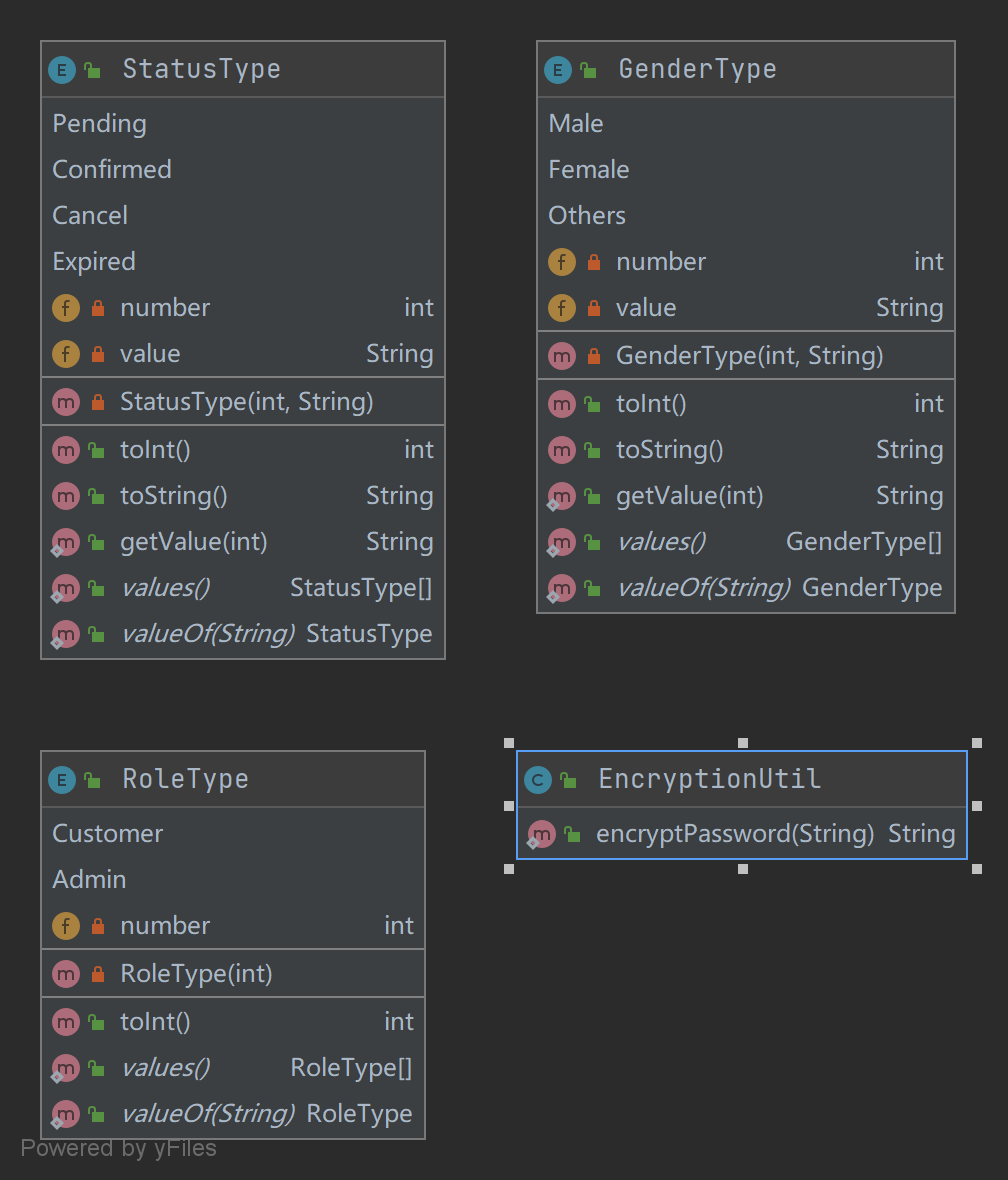 StatusType
Pending
Confirmed
Cancel
Expired
f number int
f value String
m StatusType(int, String)
m toInt() int
m toString() String
m getValue(int) String
m values() StatusType[]
m valueOf(String) StatusType
E GenderType
Male
Female
Others
f number int
f value String
m GenderType(int, String)
m toInt() int
m toString() String
m getValue(int) String
m values() GenderType[]
m valueOf(String) GenderType
E RoleType
Customer
Admin
f number int
m RoleType(int)
m toInt() int
m values() RoleType[]
m valueOf(String) RoleType
C EncryptionUtil
m encryptPassword(String) String
Powered by yFiles